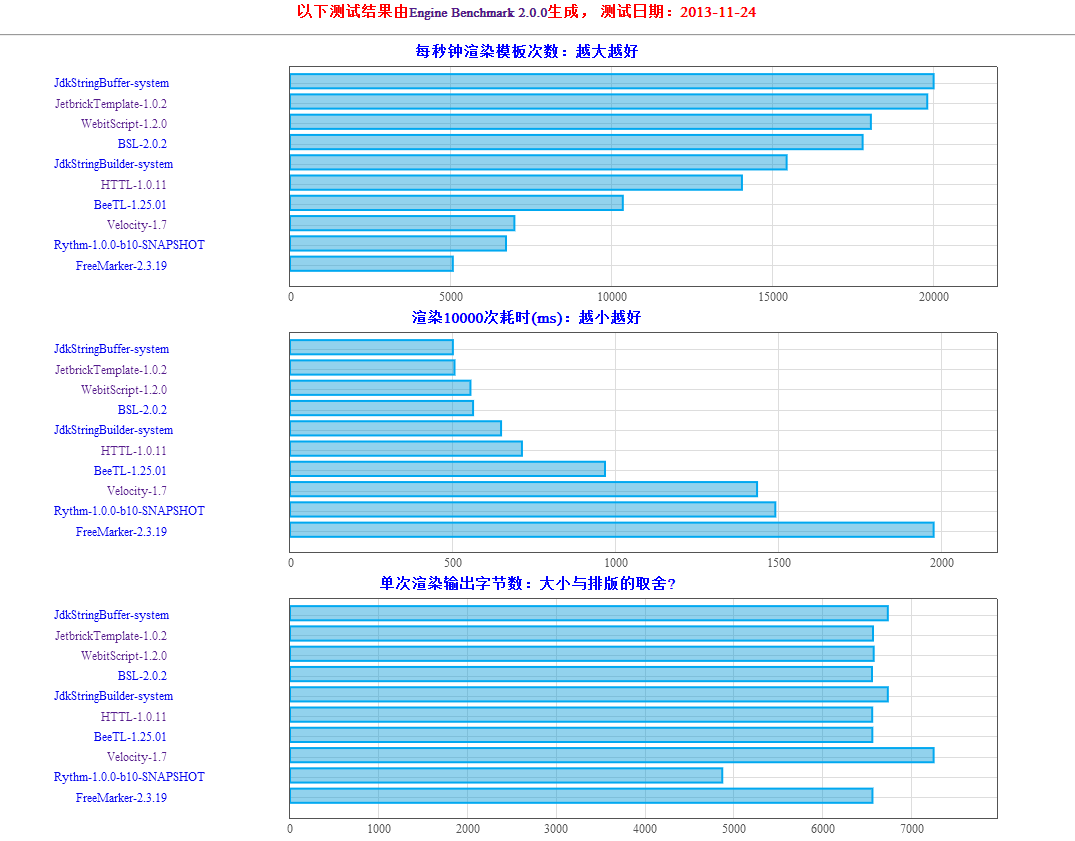 以下测试结果由Engine Benchmark 2.0.0生成， 测试日期：2013-11-24
每秒钟渲染模板次数：越大越好
JdkStringBuffer-system
JetbrickTemplate-1.0.2
WebitScript-1.2.0
BSL-2.0.2
JdkStringBuilder-system
HTTL-1.0.11
BeeTL-1.25.01
Velocity-1.7
Rythm-1.0.0-b10-SNAPSHOT
FreeMarker-2.3.19
0 5000 10000 15000 20000
渲染10000次耗时(ms)：越小越好
JdkStringBuffer-system
JetbrickTemplate-1.0.2
WebitScript-1.2.0
BSL-2.0.2
JdkStringBuilder-system
HTTL-1.0.11
BeeTL-1.25.01
Velocity-1.7
Rythm-1.0.0-b10-SNAPSHOT
FreeMarker-2.3.19
0 500 1000 1500 2000
单次渲染输出字节数：大小与排版的取舍?
JdkStringBuffer-system
JetbrickTemplate-1.0.2
WebitScript-1.2.0
BSL-2.0.2
JdkStringBuilder-system
HTTL-1.0.11
BeeTL-1.25.01
Velocity-1.7
Rythm-1.0.0-b10-SNAPSHOT
FreeMarker-2.3.19
0 1000 2000 3000 4000 5000 6000 7000